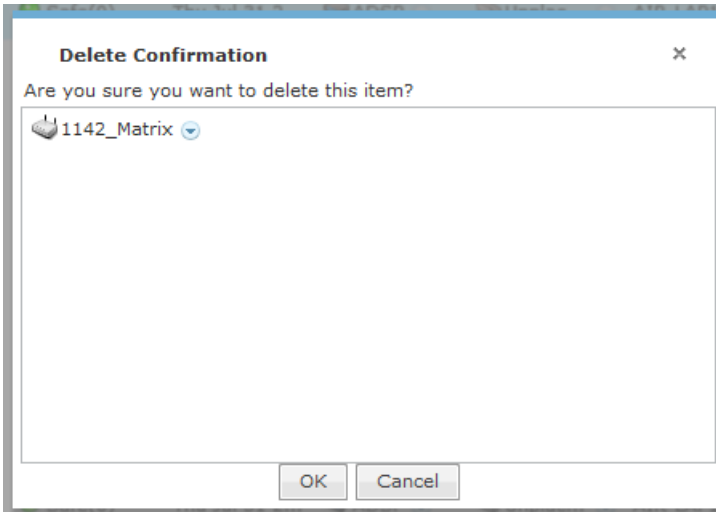 Delete Confirmation
Are you sure you want to delete this item?
1142_Matrix
OK Cancel